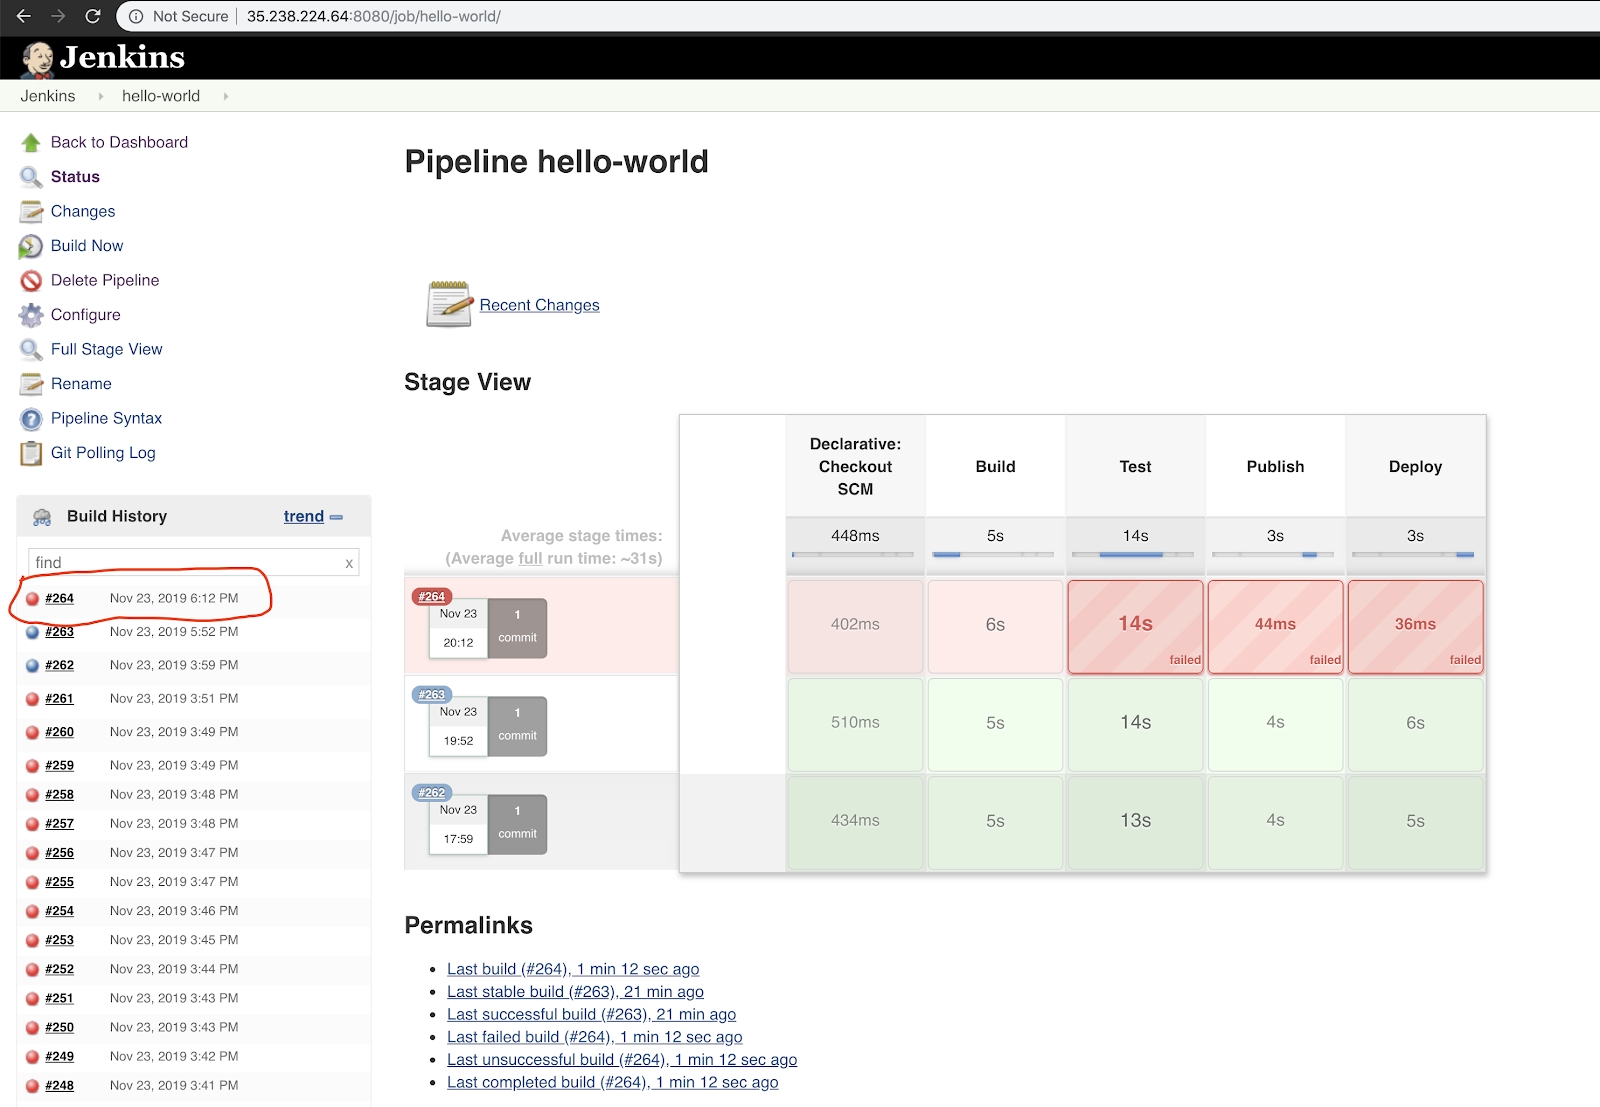 Not Secure | 35.238.224.64:8080/job/hello-world/
Jenkins
Jenkins hello-world
Back to Dashboard
Status
Changes
Build Now
Delete Pipeline
Configure
Full Stage View
Rename
Pipeline Syntax
Git Polling Log
Build History trend
find x
#264 Nov 23, 2019 6:12 PM
#263 Nov 23, 2019 5:52 PM
#262 Nov 23, 2019 3:59 PM
#261 Nov 23, 2019 3:51 PM
#260 Nov 23, 2019 3:49 PM
#259 Nov 23, 2019 3:49 PM
#258 Nov 23, 2019 3:48 PM
#257 Nov 23, 2019 3:48 PM
#256 Nov 23, 2019 3:47 PM
#255 Nov 23, 2019 3:47 PM
#254 Nov 23, 2019 3:46 PM
#253 Nov 23, 2019 3:45 PM
#252 Nov 23, 2019 3:44 PM
#251 Nov 23, 2019 3:43 PM
#250 Nov 23, 2019 3:43 PM
#249 Nov 23, 2019 3:42 PM
#248 Nov 23, 2019 3:41 PM
Pipeline hello-world
Recent Changes
Stage View
Declarative:
Checkout
SCM
Build
Test
Publish
Deploy
Average stage times:
(Average full run time: ~31s)
448ms 5s 14s 3s 3s
#264
Nov 23
20:12
1
commit
402ms
6s
14s
failed
44ms
failed
36ms
failed
#263
Nov 23
19:52
1
commit
510ms
5s
14s
4s
6s
#262
Nov 23
17:59
1
commit
434ms
5s
13s
4s
5s
Permalinks
Last build (#264), 1 min 12 sec ago
Last stable build (#263), 21 min ago
Last successful build (#263), 21 min ago
Last failed build (#264), 1 min 12 sec ago
Last unsuccessful build (#264), 1 min 12 sec ago
Last completed build (#264), 1 min 12 sec ago